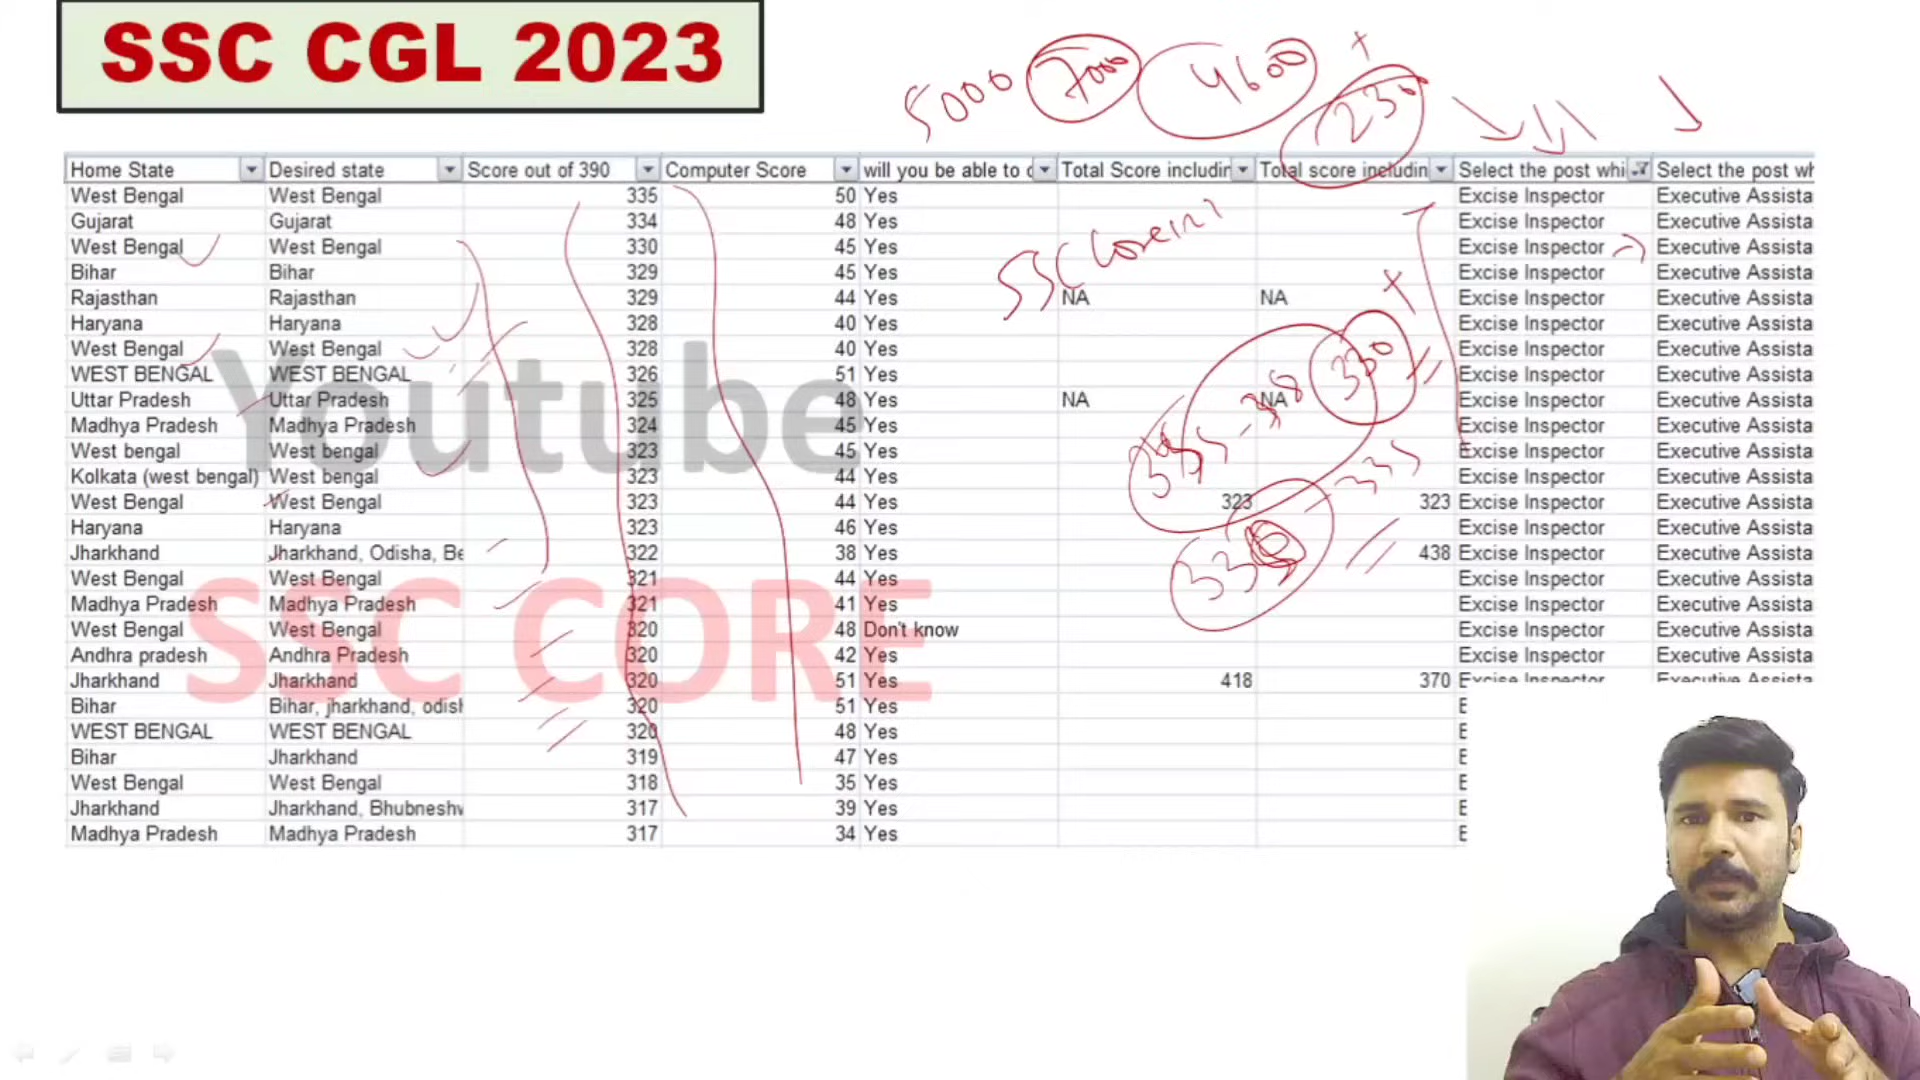 SSC CGL 2023
5000 7000 4600 + 230
Home State Desired state Score out of 390 Computer Score will you be able to c Total Score includin Total score includin Select the post whi Select the post wh
West Bengal West Bengal 335 50 Yes Excise Inspector Executive Assista
Gujarat Gujarat 334 48 Yes Excise Inspector Executive Assista
West Bengal West Bengal 330 45 Yes Excise Inspector Executive Assista
Bihar Bihar 329 45 Yes Excise Inspector Executive Assista
Rajasthan Rajasthan 329 44 Yes NA NA Excise Inspector Executive Assista
Haryana Haryana 328 40 Yes Excise Inspector Executive Assista
West Bengal West Bengal 328 40 Yes Excise Inspector Executive Assista
WEST BENGAL WEST BENGAL 326 51 Yes Excise Inspector Executive Assista
Uttar Pradesh Uttar Pradesh 325 48 Yes NA NA Excise Inspector Executive Assista
Madhya Pradesh Madhya Pradesh 324 45 Yes Excise Inspector Executive Assista
West bengal West bengal 323 45 Yes Excise Inspector Executive Assista
Kolkata (west bengal) West bengal 323 44 Yes Excise Inspector Executive Assista
West Bengal West Bengal 323 44 Yes 323 323 Excise Inspector Executive Assista
Haryana Haryana 323 46 Yes Excise Inspector Executive Assista
Jharkhand Jharkhand, Odisha, Be 322 38 Yes 438 Excise Inspector Executive Assista
West Bengal West Bengal 321 44 Yes Excise Inspector Executive Assista
Madhya Pradesh Madhya Pradesh 321 41 Yes Excise Inspector Executive Assista
West Bengal West Bengal 320 48 Don't know Excise Inspector Executive Assista
Andhra pradesh Andhra Pradesh 320 42 Yes Excise Inspector Executive Assista
Jharkhand Jharkhand 320 51 Yes 418 370 Excise Inspector Executive Assista
Bihar Bihar, jharkhand, odish 320 51 Yes E
WEST BENGAL WEST BENGAL 320 48 Yes E
Bihar Jharkhand 319 47 Yes E
West Bengal West Bengal 318 35 Yes E
Jharkhand Jharkhand, Bhubneshw 317 39 Yes E
Madhya Pradesh Madhya Pradesh 317 34 Yes E
Youtube
SSC CORE
330 +
335